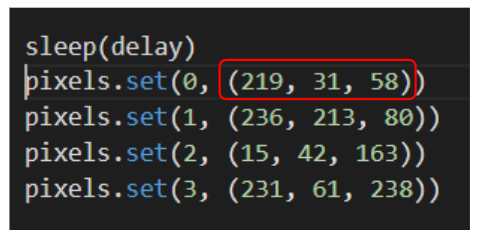 sleep(delay)
pixels.set(0, (219, 31, 58))
pixels.set(1, (236, 213, 80))
pixels.set(2, (15, 42, 163))
pixels.set(3, (231, 61, 238))